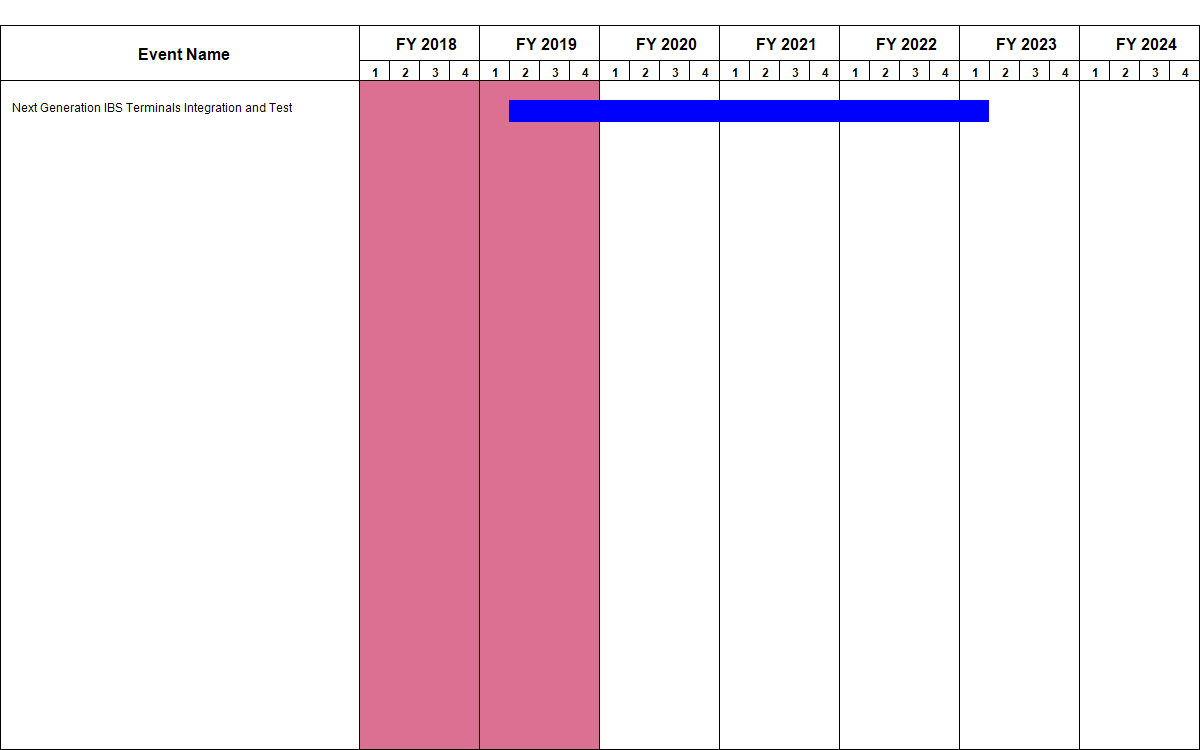 Event Name
FY 2018 FY 2019 FY 2020 FY 2021 FY 2022 FY 2023 FY 2024
1 2 3 4 1 2 3 4 1 2 3 4 1 2 3 4 1 2 3 4 1 2 3 4 1 2 3 4
Next Generation IBS Terminals Integration and Test